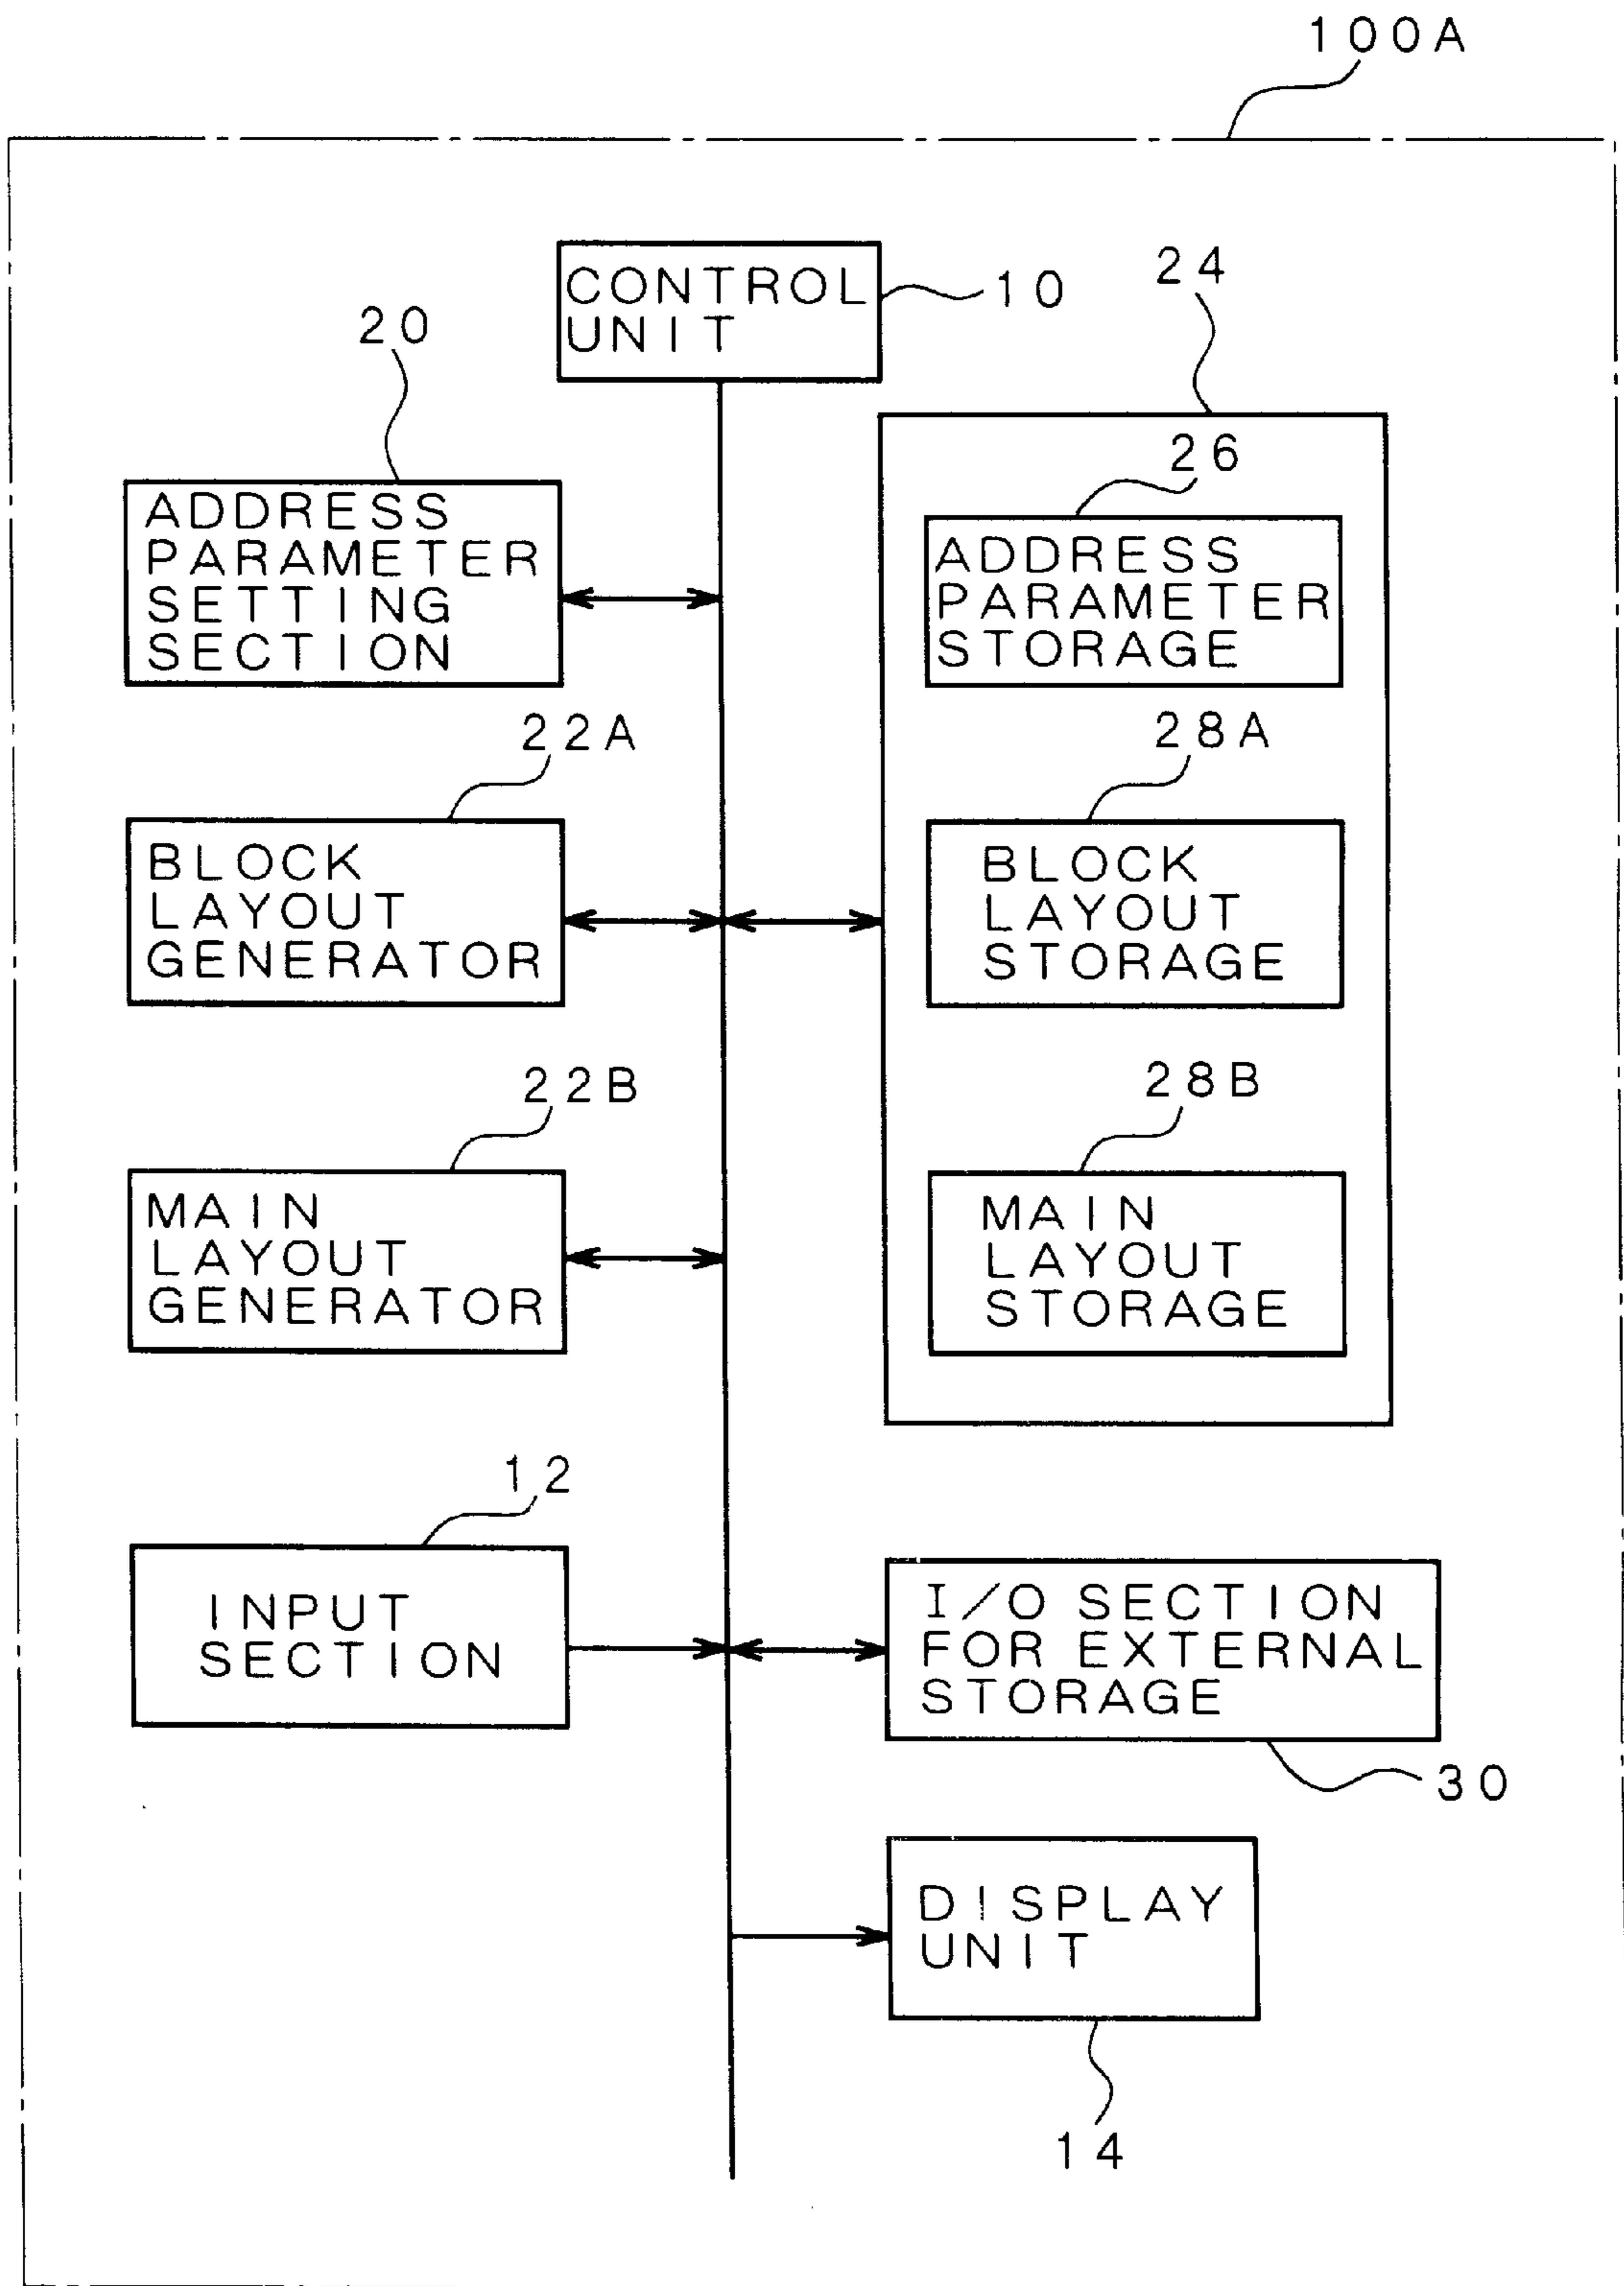 100A
CONTROL
UNIT
10
24
20
26
ADDRESS
PARAMETER
SETTING
SECTION
ADDRESS
PARAMETER
STORAGE
22A
28A
BLOCK
LAYOUT
GENERATOR
BLOCK
LAYOUT
STORAGE
22B
28B
MAIN
LAYOUT
GENERATOR
MAIN
LAYOUT
STORAGE
12
INPUT
SECTION
I/O SECTION
FOR EXTERNAL
STORAGE
30
DISPLAY
UNIT
14